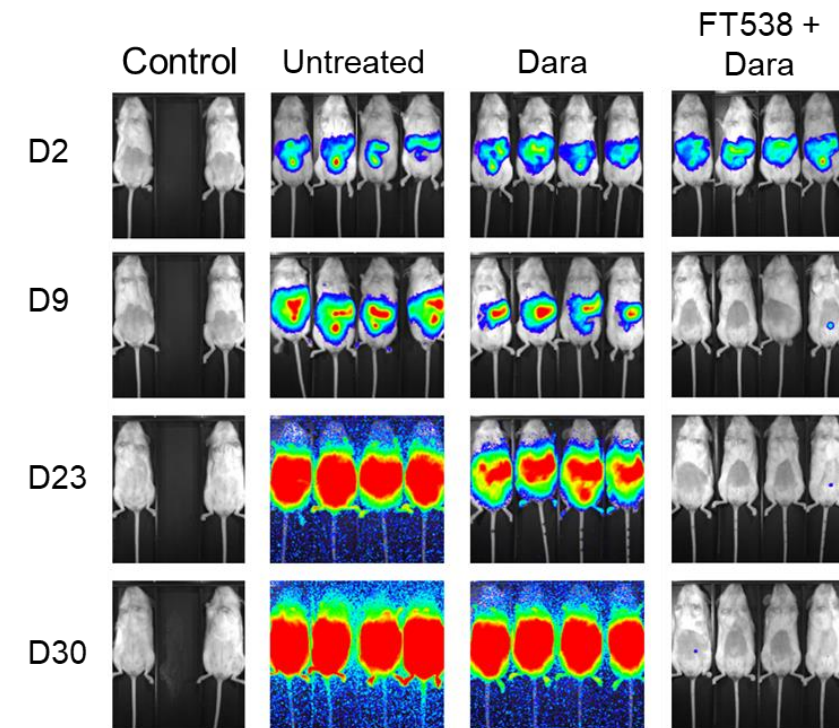 Control
Untreated
Dara
FT538 +
Dara
D2
D9
D23
D30